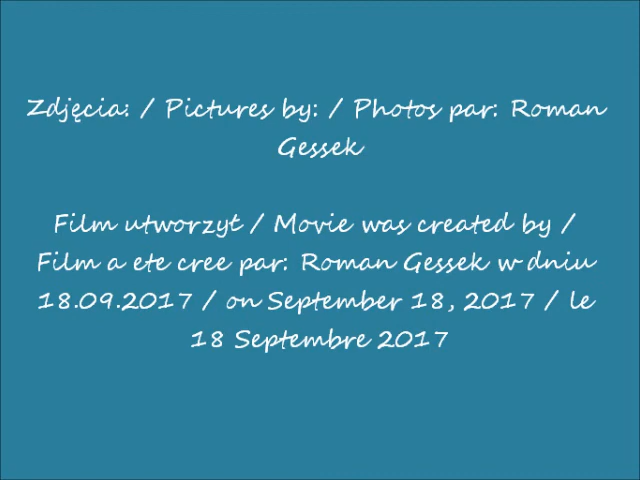 Zdjęcia: / Pictures by: / Photos par: Roman
Gessek
Film utworzył / Movie was created by /
Film a ete cree par: Roman Gessek w dniu
18.09.2017 / on September 18, 2017 / le
18 Septembre 2017